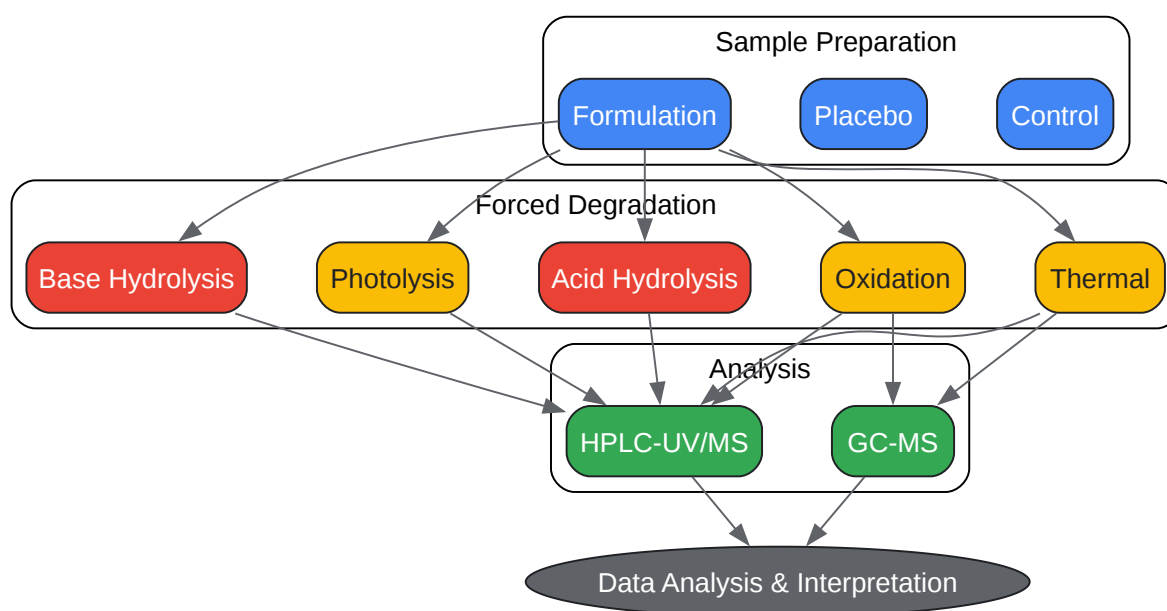 Sample Preparation
Formulation
Placebo
Control
Forced Degradation
Base Hydrolysis
Photolysis
Acid Hydrolysis
Oxidation
Thermal
Analysis
HPLC-UV/MS
GC-MS
Data Analysis & Interpretation